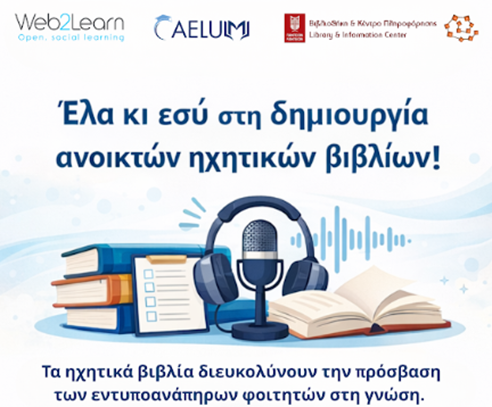 Web2Learn
Open, social learning
CAELUMM
Βιβλιοθήκη & Κέντρο Πληροφόρησης
Library & Information Center
Έλα κι εσύ στη δημιουργία
ανοικτών ηχητικών βιβλίων!
Τα ηχητικά βιβλία διευκολύνουν την πρόσβαση
των εντυποανάπηρων φοιτητών στη γνώση.